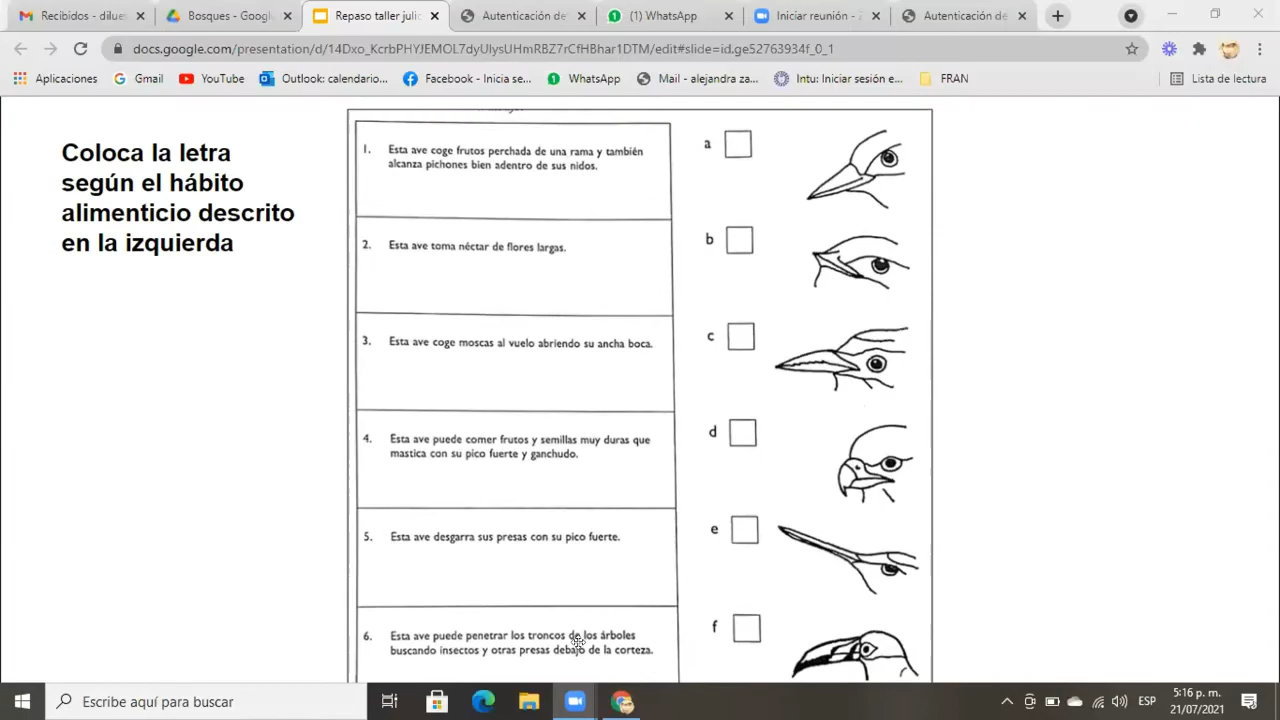 Recibidos - dilues
Bosques - Google
Repaso taller julio
Autenticación de
(1) WhatsApp
Iniciar reunión - z
Autenticación de
docs.google.com/presentation/d/14Dxo_KcrbPHYJEMOL7dyUlysUHmRBZ7rCfHBhar1DTM/edit#slide=id.ge52763934f_0_1
Aplicaciones
Gmail
YouTube
Outlook: calendario...
Facebook - Inicia se...
WhatsApp
Mail - alejandra za...
Intu: Iniciar sesión e...
FRAN
Lista de lectura
Coloca la letra
según el hábito
alimenticio descrito
en la izquierda
1. Esta ave coge frutos perchada de una rama y también
alcanza pichones bien adentro de sus nidos.
2. Esta ave toma néctar de flores largas.
3. Esta ave coge moscas al vuelo abriendo su ancha boca.
4. Esta ave puede comer frutos y semillas muy duras que
mastica con su pico fuerte y ganchudo.
5. Esta ave desgarra sus presas con su pico fuerte.
6. Esta ave puede penetrar los troncos de los árboles
buscando insectos y otras presas debajo de la corteza.
a
b
c
d
e
f
Escribe aquí para buscar
ESP
5:16 p. m.
21/07/2021